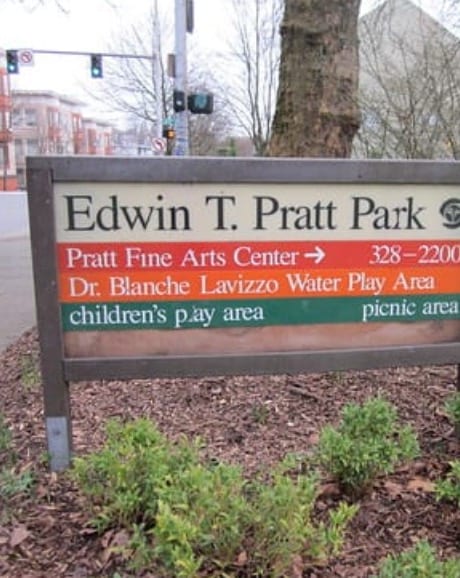 Edwin T. Pratt Park
Pratt Fine Arts Center → 328-2200
Dr. Blanche Lavizzo Water Play Area
children's play area picnic area